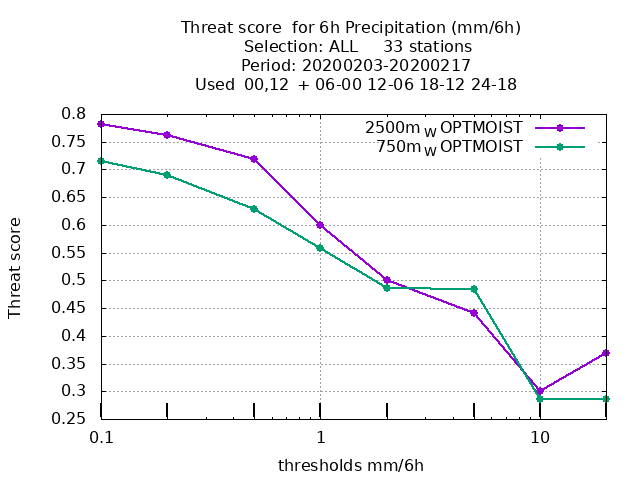 Threat score  for 6h Precipitation (mm/6h)
Selection: ALL     33 stations
Period: 20200203-20200217
Used  00,12  + 06-00 12-06 18-12 24-18
2500m W OPTMOIST
750m W OPTMOIST
Threat score
0.8
0.75
0.7
0.65
0.6
0.55
0.5
0.45
0.4
0.35
0.3
0.25
0.1
1
10
thresholds mm/6h